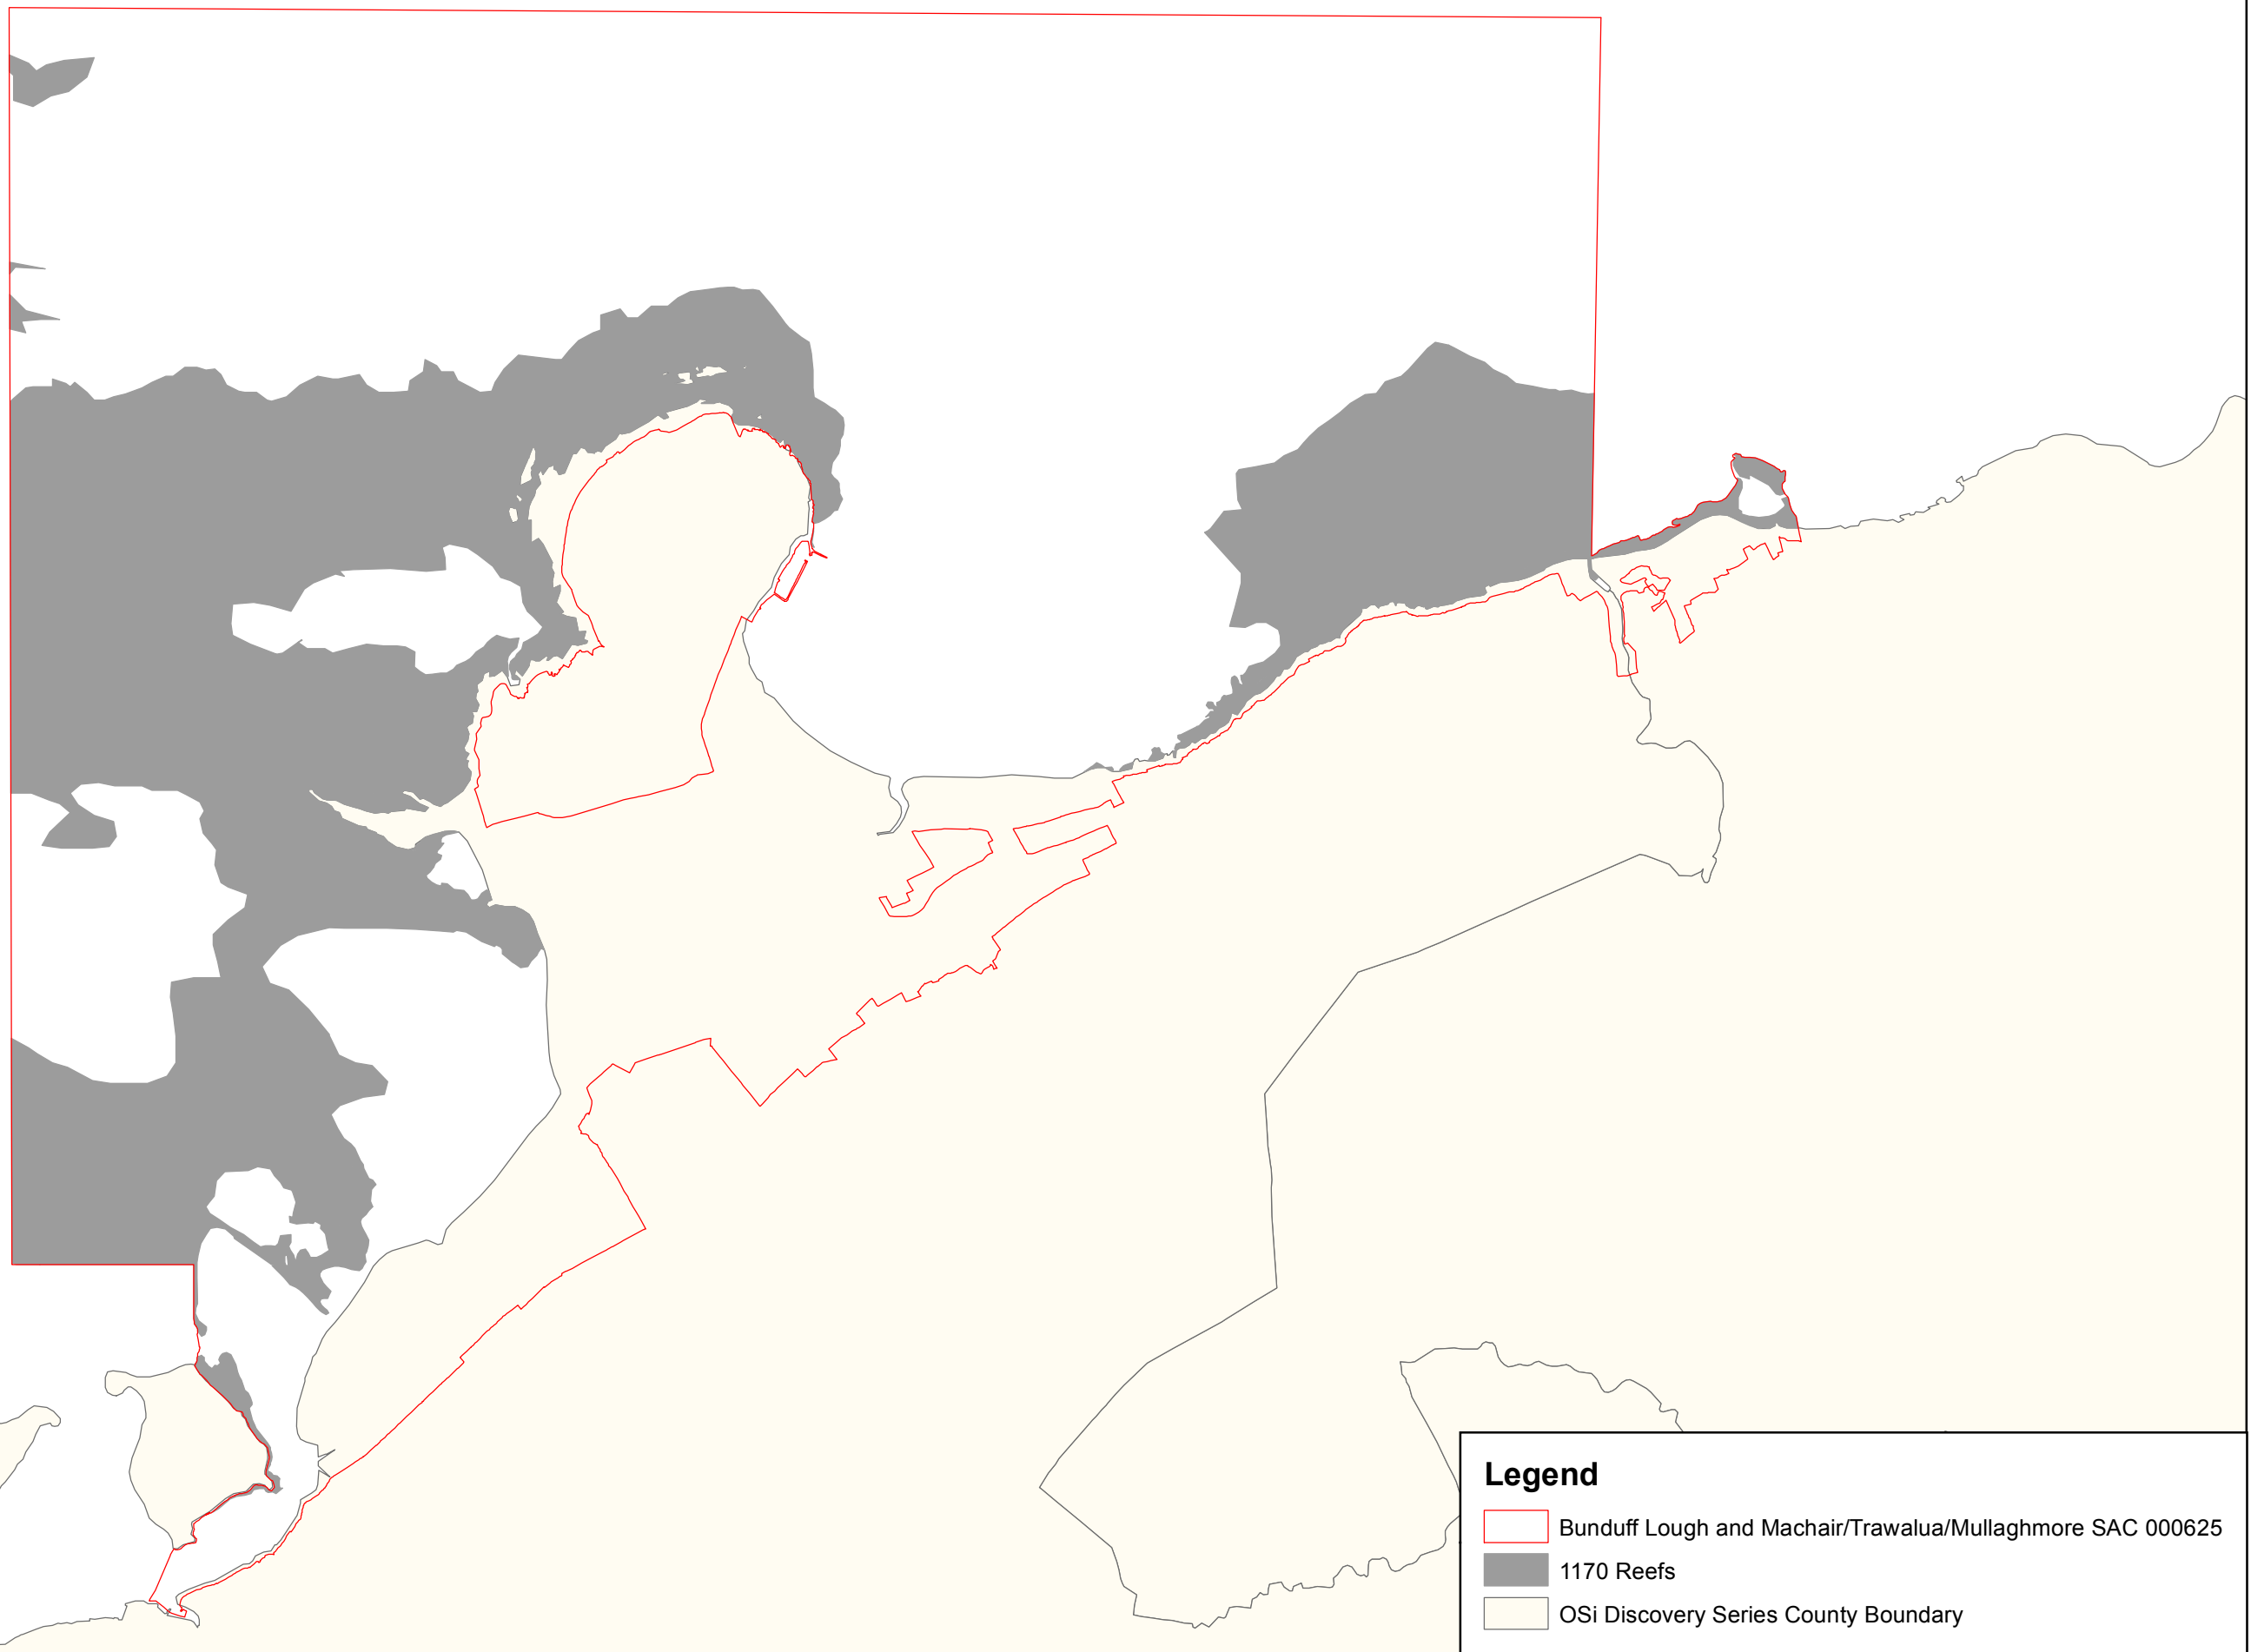 Legend
Bunduff Lough and Machair/Trawalua/Mullaghmore SAC 000625
1170 Reefs
OSi Discovery Series County Boundary